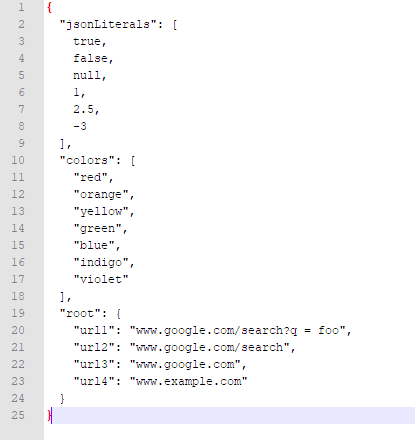 1 {
2   "jsonLiterals": [
3     true,
4     false,
5     null,
6     1,
7     2.5,
8     -3
9   ],
10   "colors": [
11     "red",
12     "orange",
13     "yellow",
14     "green",
15     "blue",
16     "indigo",
17     "violet"
18   ],
19   "root": {
20     "url1": "www.google.com/search?q = foo",
21     "url2": "www.google.com/search",
22     "url3": "www.google.com",
23     "url4": "www.example.com"
24   }
25 }